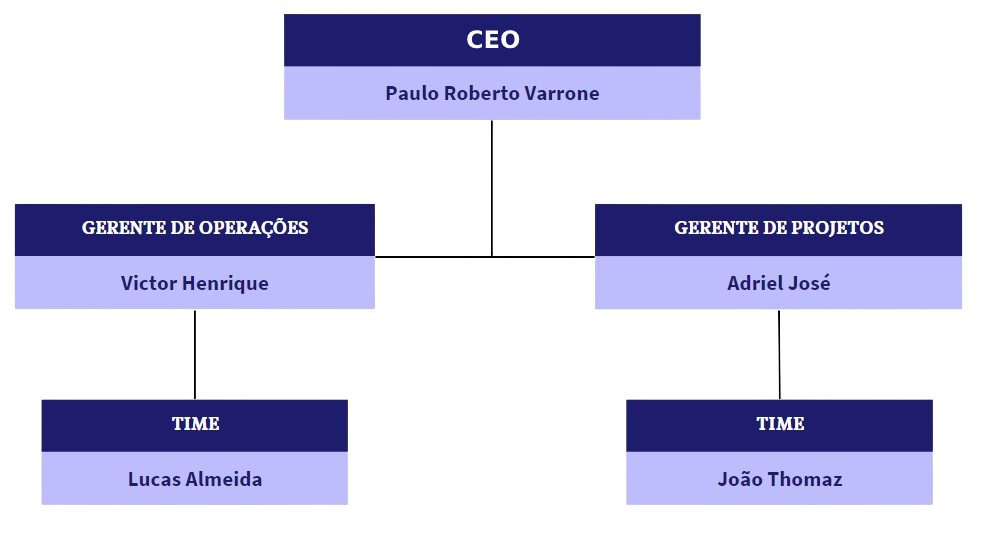 CEO
Paulo Roberto Varrone
GERENTE DE OPERAÇÕES
Victor Henrique
GERENTE DE PROJETOS
Adriel José
TIME
Lucas Almeida
TIME
João Thomaz